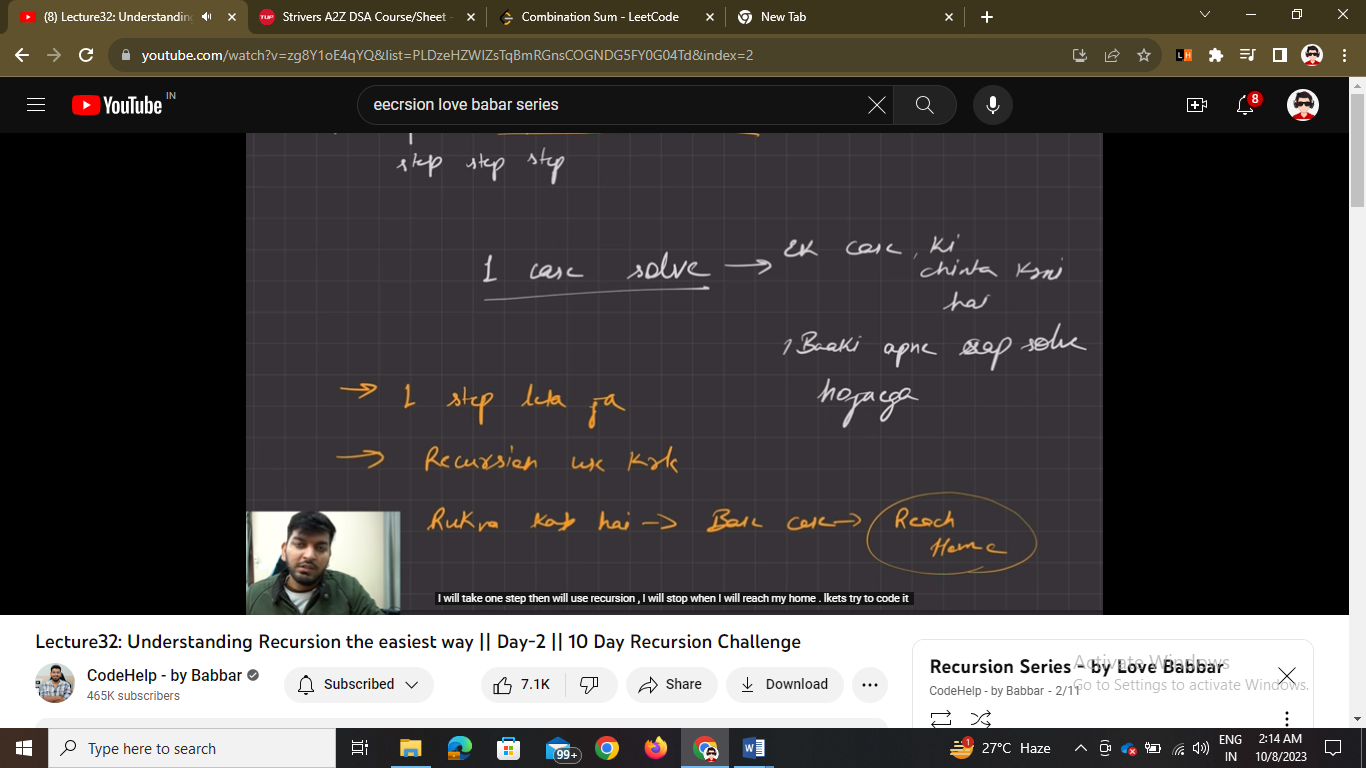 (8) Lecture32: Understanding
Strivers A2Z DSA Course/Sheet -
Combination Sum - LeetCode
New Tab
youtube.com/watch?v=zg8Y1oE4qYQ&list=PLDzeHZWIZsTqBmRGnsCOGNDG5FY0G04Td&index=2
YouTube IN
eecrsion love babar series
8
step step step
1 case solve → Ek case, ki
chinta krni
hai
Baaki apne aap solve
hojaega
→ 1 step leta ja
→ Recursion use krle
Rukna kab hai → Base case → Reach
Home
I will take one step then will use recursion , I will stop when I will reach my home . lkets try to code it
Lecture32: Understanding Recursion the easiest way || Day-2 || 10 Day Recursion Challenge
CodeHelp - by Babbar
465K subscribers
Subscribed
7.1K
Share
Download
Recursion Series - by Love Babbar
CodeHelp - by Babbar - 2/11
Activate Windows
Go to Settings to activate Windows.
Type here to search
99+
1
27°C Haze
ENG
IN
2:14 AM
10/8/2023